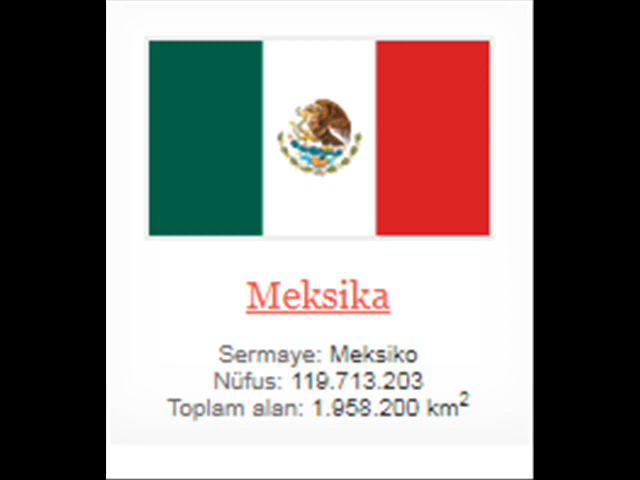 Meksika
Sermaye: Meksiko
Nüfus: 119.713.203
Toplam alan: 1.958.200 km²